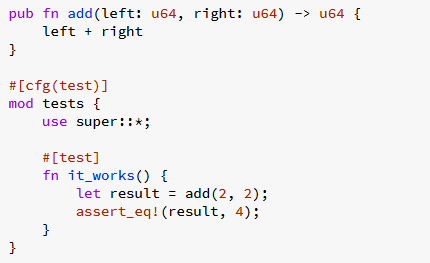 pub fn add(left: u64, right: u64) -> u64 {
    left + right
}

#[cfg(test)]
mod tests {
    use super::*;

    #[test]
    fn it_works() {
        let result = add(2, 2);
        assert_eq!(result, 4);
    }
}